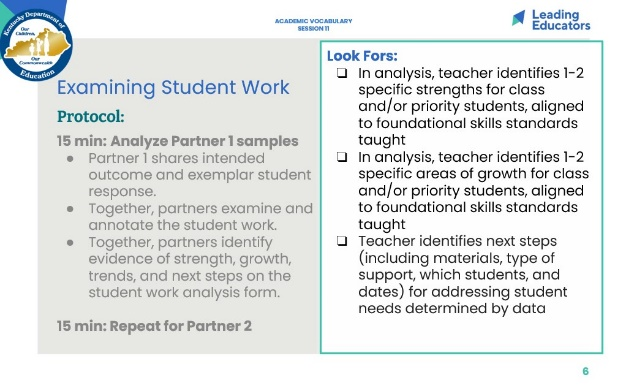 Kentucky Department of
Our Children,
Our Commonwealth
Education
ACADEMIC VOCABULARY
SESSION 11
Leading
Educators
Examining Student Work
Protocol:
15 min: Analyze Partner 1 samples
● Partner 1 shares intended
outcome and exemplar student
response.
● Together, partners examine and
annotate the student work.
● Together, partners identify
evidence of strength, growth,
trends, and next steps on the
student work analysis form.
15 min: Repeat for Partner 2
Look Fors:
❏ In analysis, teacher identifies 1-2
specific strengths for class
and/or priority students, aligned
to foundational skills standards
taught
❏ In analysis, teacher identifies 1-2
specific areas of growth for class
and/or priority students, aligned
to foundational skills standards
taught
❏ Teacher identifies next steps
(including materials, type of
support, which students, and
dates) for addressing student
needs determined by data
6